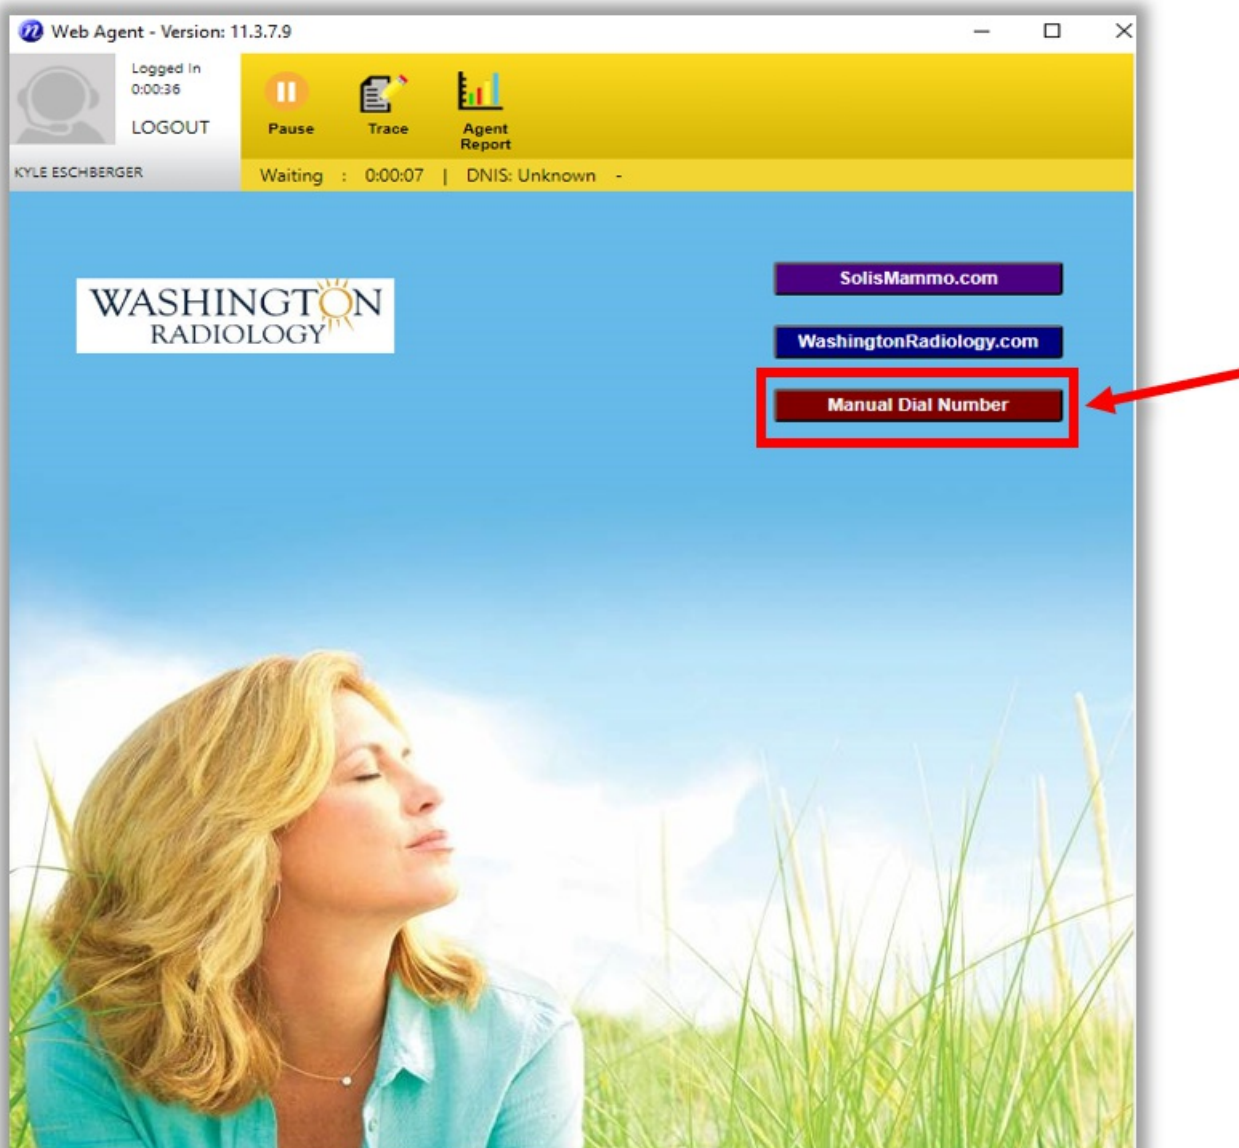 Web Agent - Version: 11.3.7.9
Logged In
0:00:36
LOGOUT
KYLE ESCHBERGER
Pause
Trace
Agent
Report
Waiting : 0:00:07 | DNIS: Unknown -
WASHINGTON
RADIOLOGY
SolisMammo.com
WashingtonRadiology.com
Manual Dial Number